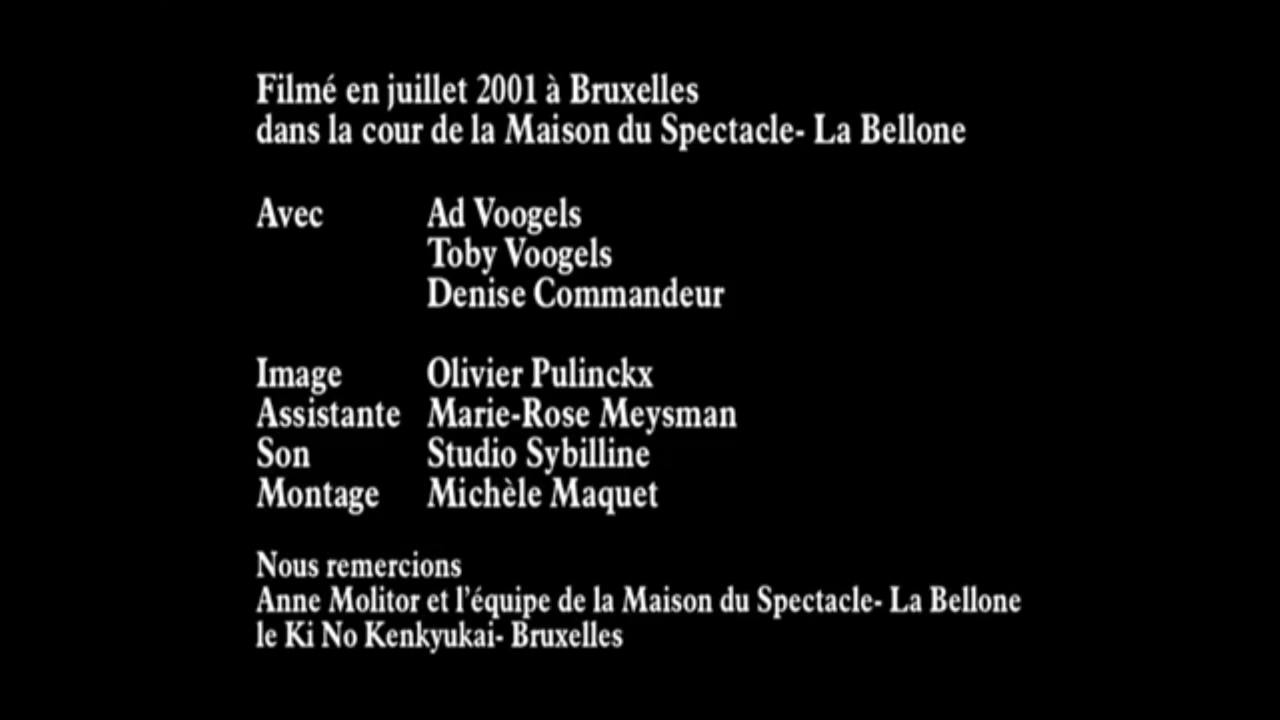 Filmé en juillet 2001 à Bruxelles
dans la cour de la Maison du Spectacle- La Bellone
Avec Ad Voogels
Toby Voogels
Denise Commandeur
Image Olivier Pulinckx
Assistante Marie-Rose Meysman
Son Studio Sybilline
Montage Michèle Maquet
Nous remercions
Anne Molitor et l'équipe de la Maison du Spectacle- La Bellone
le Ki No Kenkyukai- Bruxelles